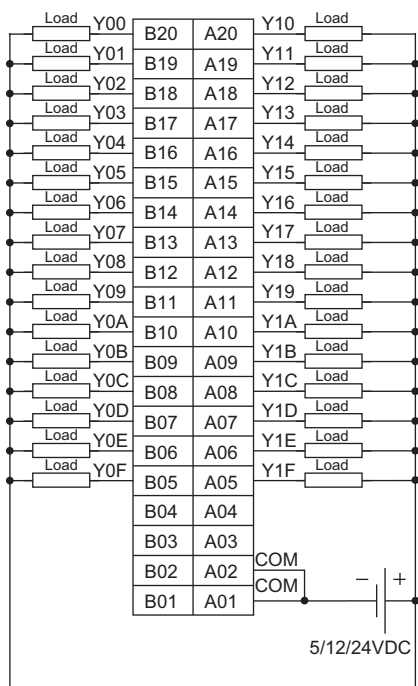 Load Y00 B20 A20 Y10 Load
Load Y01 B19 A19 Y11 Load
Load Y02 B18 A18 Y12 Load
Load Y03 B17 A17 Y13 Load
Load Y04 B16 A16 Y14 Load
Load Y05 B15 A15 Y15 Load
Load Y06 B14 A14 Y16 Load
Load Y07 B13 A13 Y17 Load
Load Y08 B12 A12 Y18 Load
Load Y09 B11 A11 Y19 Load
Load Y0A B10 A10 Y1A Load
Load Y0B B09 A09 Y1B Load
Load Y0C B08 A08 Y1C Load
Load Y0D B07 A07 Y1D Load
Load Y0E B06 A06 Y1E Load
Load Y0F B05 A05 Y1F Load
B04 A04
B03 A03
B02 A02 COM
B01 A01 COM − +
5/12/24VDC